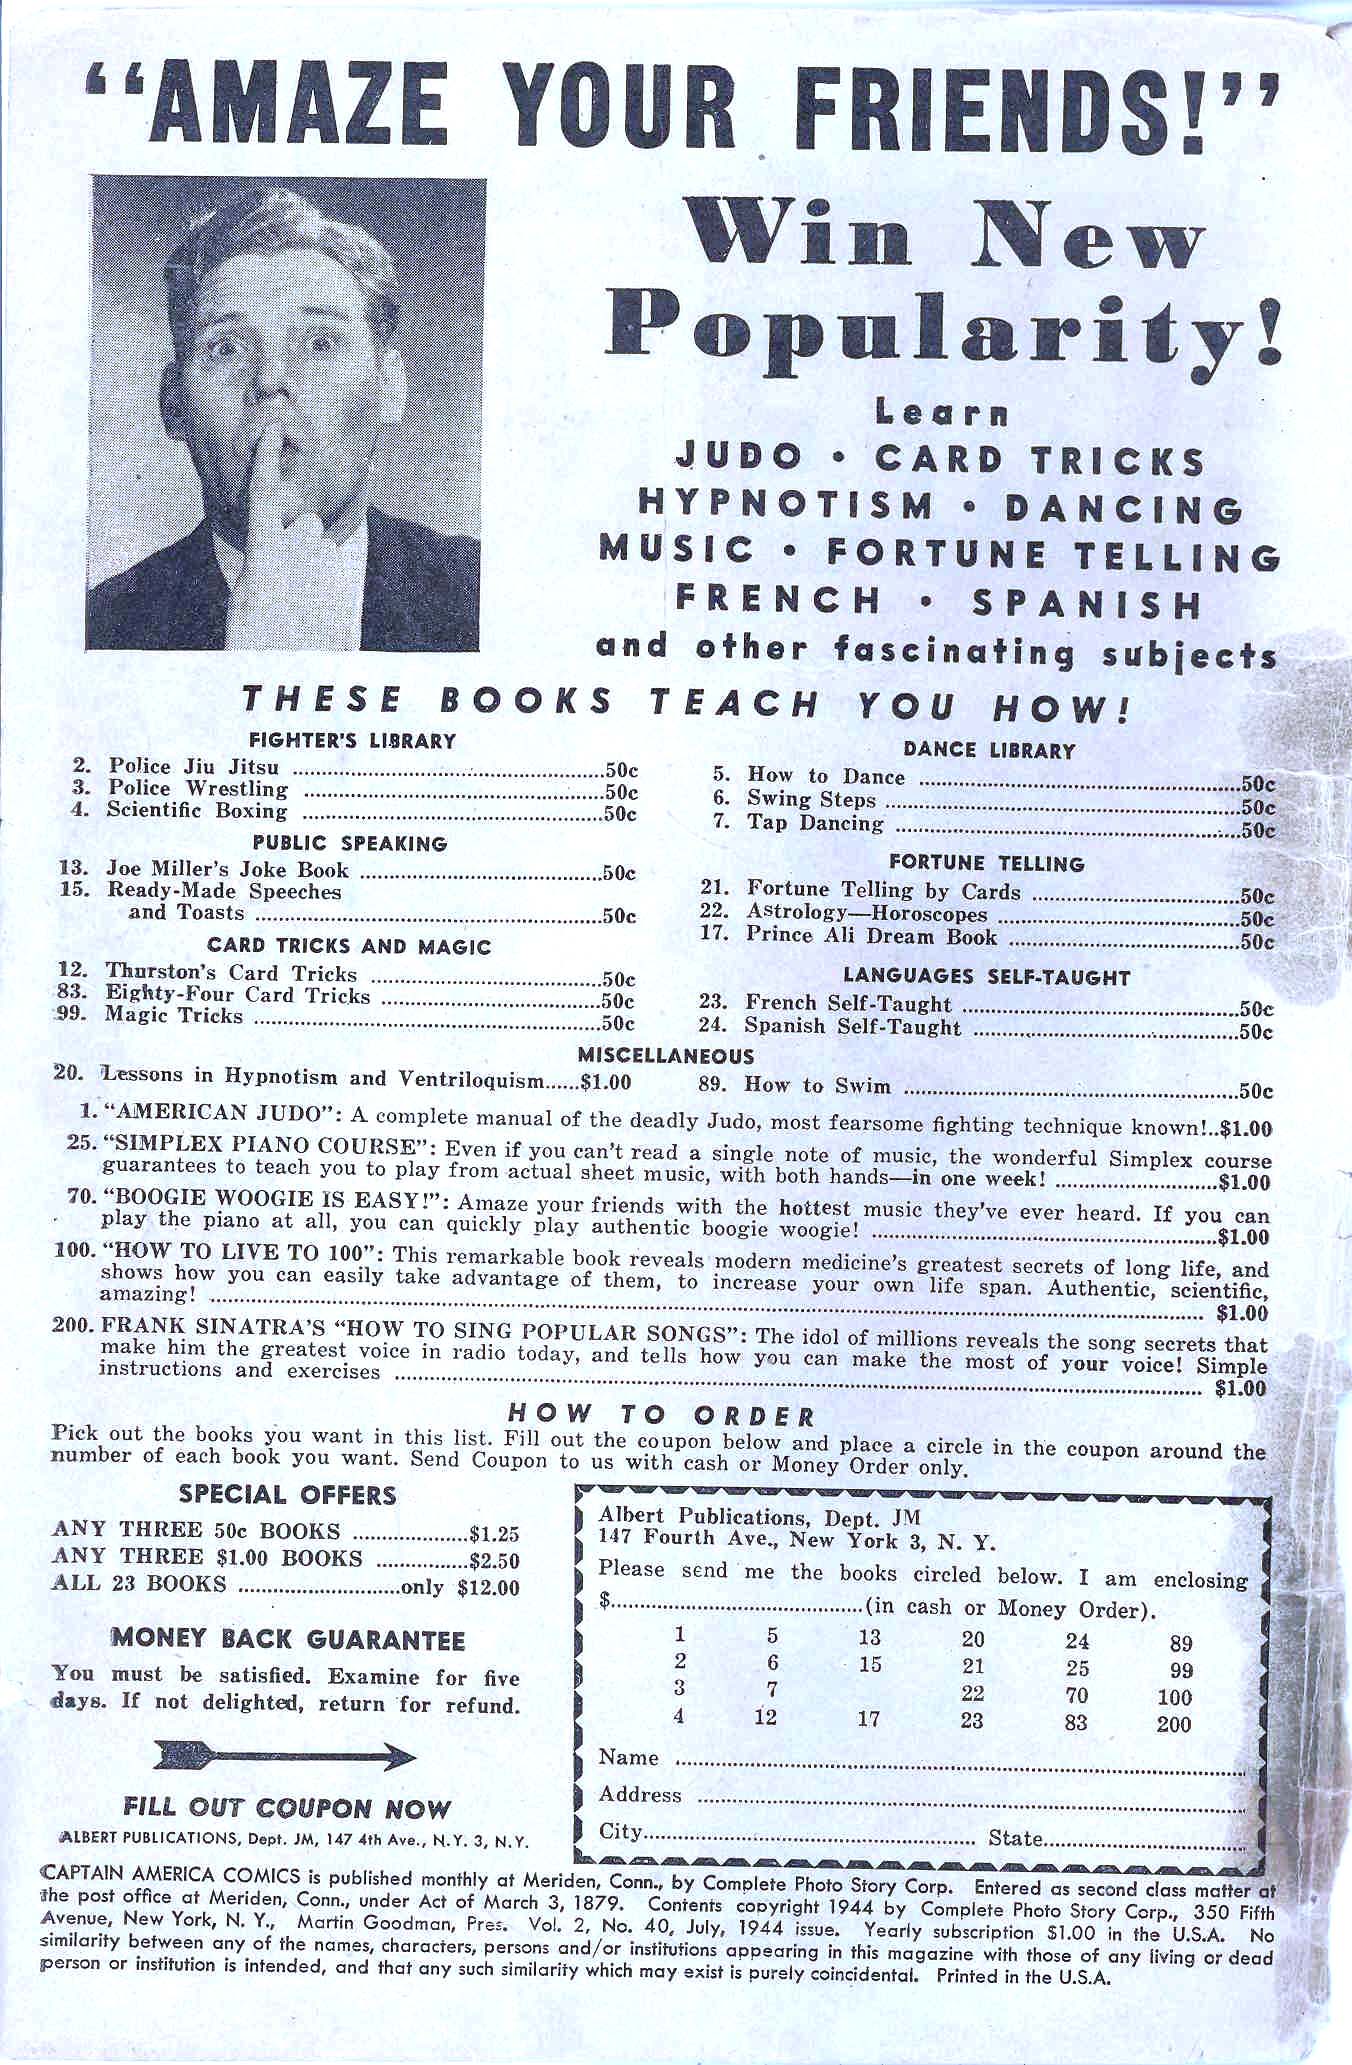 “AMAZE YOUR FRIENDS!”
Win New
Popularity!
Learn
JUDO • CARD TRICKS
HYPNOTISM • DANCING
MUSIC • FORTUNE TELLING
FRENCH • SPANISH
and other fascinating subjects
THESE BOOKS TEACH YOU HOW!
FIGHTER'S LIBRARY
2. Police Jiu Jitsu ........ 50c
3. Police Wrestling ........ 50c
4. Scientific Boxing ........ 50c
PUBLIC SPEAKING
13. Joe Miller's Joke Book ........ 50c
15. Ready-Made Speeches
and Toasts ........ 50c
CARD TRICKS AND MAGIC
12. Thurston's Card Tricks ........ 50c
83. Eighty-Four Card Tricks ........ 50c
99. Magic Tricks ........ 50c
DANCE LIBRARY
5. How to Dance ........ 50c
6. Swing Steps ........ 50c
7. Tap Dancing ........ 50c
FORTUNE TELLING
21. Fortune Telling by Cards ........ 50c
22. Astrology—Horoscopes ........ 50c
17. Prince Ali Dream Book ........ 50c
LANGUAGES SELF-TAUGHT
23. French Self-Taught ........ 50c
24. Spanish Self-Taught ........ 50c
MISCELLANEOUS
20. Lessons in Hypnotism and Ventriloquism......$1.00
89. How to Swim ........ 50c
1. “AMERICAN JUDO”: A complete manual of the deadly Judo, most fearsome fighting technique known!..$1.00
25. “SIMPLEX PIANO COURSE”: Even if you can't read a single note of music, the wonderful Simplex course
guarantees to teach you to play from actual sheet music, with both hands—in one week! ........ $1.00
70. “BOOGIE WOOGIE IS EASY!”: Amaze your friends with the hottest music they've ever heard. If you can
play the piano at all, you can quickly play authentic boogie woogie! ........ $1.00
100. “HOW TO LIVE TO 100”: This remarkable book reveals modern medicine's greatest secrets of long life, and
shows how you can easily take advantage of them, to increase your own life span. Authentic, scientific,
amazing! ........ $1.00
200. FRANK SINATRA'S “HOW TO SING POPULAR SONGS”: The idol of millions reveals the song secrets that
make him the greatest voice in radio today, and tells how you can make the most of your voice! Simple
instructions and exercises ........ $1.00
HOW TO ORDER
Pick out the books you want in this list. Fill out the coupon below and place a circle in the coupon around the
number of each book you want. Send Coupon to us with cash or Money Order only.
SPECIAL OFFERS
ANY THREE 50c BOOKS ........ $1.25
ANY THREE $1.00 BOOKS ........ $2.50
ALL 23 BOOKS ........ only $12.00
MONEY BACK GUARANTEE
You must be satisfied. Examine for five
days. If not delighted, return for refund.
FILL OUT COUPON NOW
ALBERT PUBLICATIONS, Dept. JM, 147 4th Ave., N.Y. 3, N.Y.
Albert Publications, Dept. JM
147 Fourth Ave., New York 3, N. Y.
Please send me the books circled below. I am enclosing
$........ (in cash or Money Order).
1 5 13 20 24 89
2 6 15 21 25 99
3 7 22 70 100
4 12 17 23 83 200
Name ........
Address ........
City........ State........
CAPTAIN AMERICA COMICS is published monthly at Meriden, Conn., by Complete Photo Story Corp. Entered as second class matter at
the post office at Meriden, Conn., under Act of March 3, 1879. Contents copyright 1944 by Complete Photo Story Corp., 350 Fifth
Avenue, New York, N. Y., Martin Goodman, Pres. Vol. 2, No. 40, July, 1944 issue. Yearly subscription $1.00 in the U.S.A. No
similarity between any of the names, characters, persons and/or institutions appearing in this magazine with those of any living or dead
person or institution is intended, and that any such similarity which may exist is purely coincidental. Printed in the U.S.A.